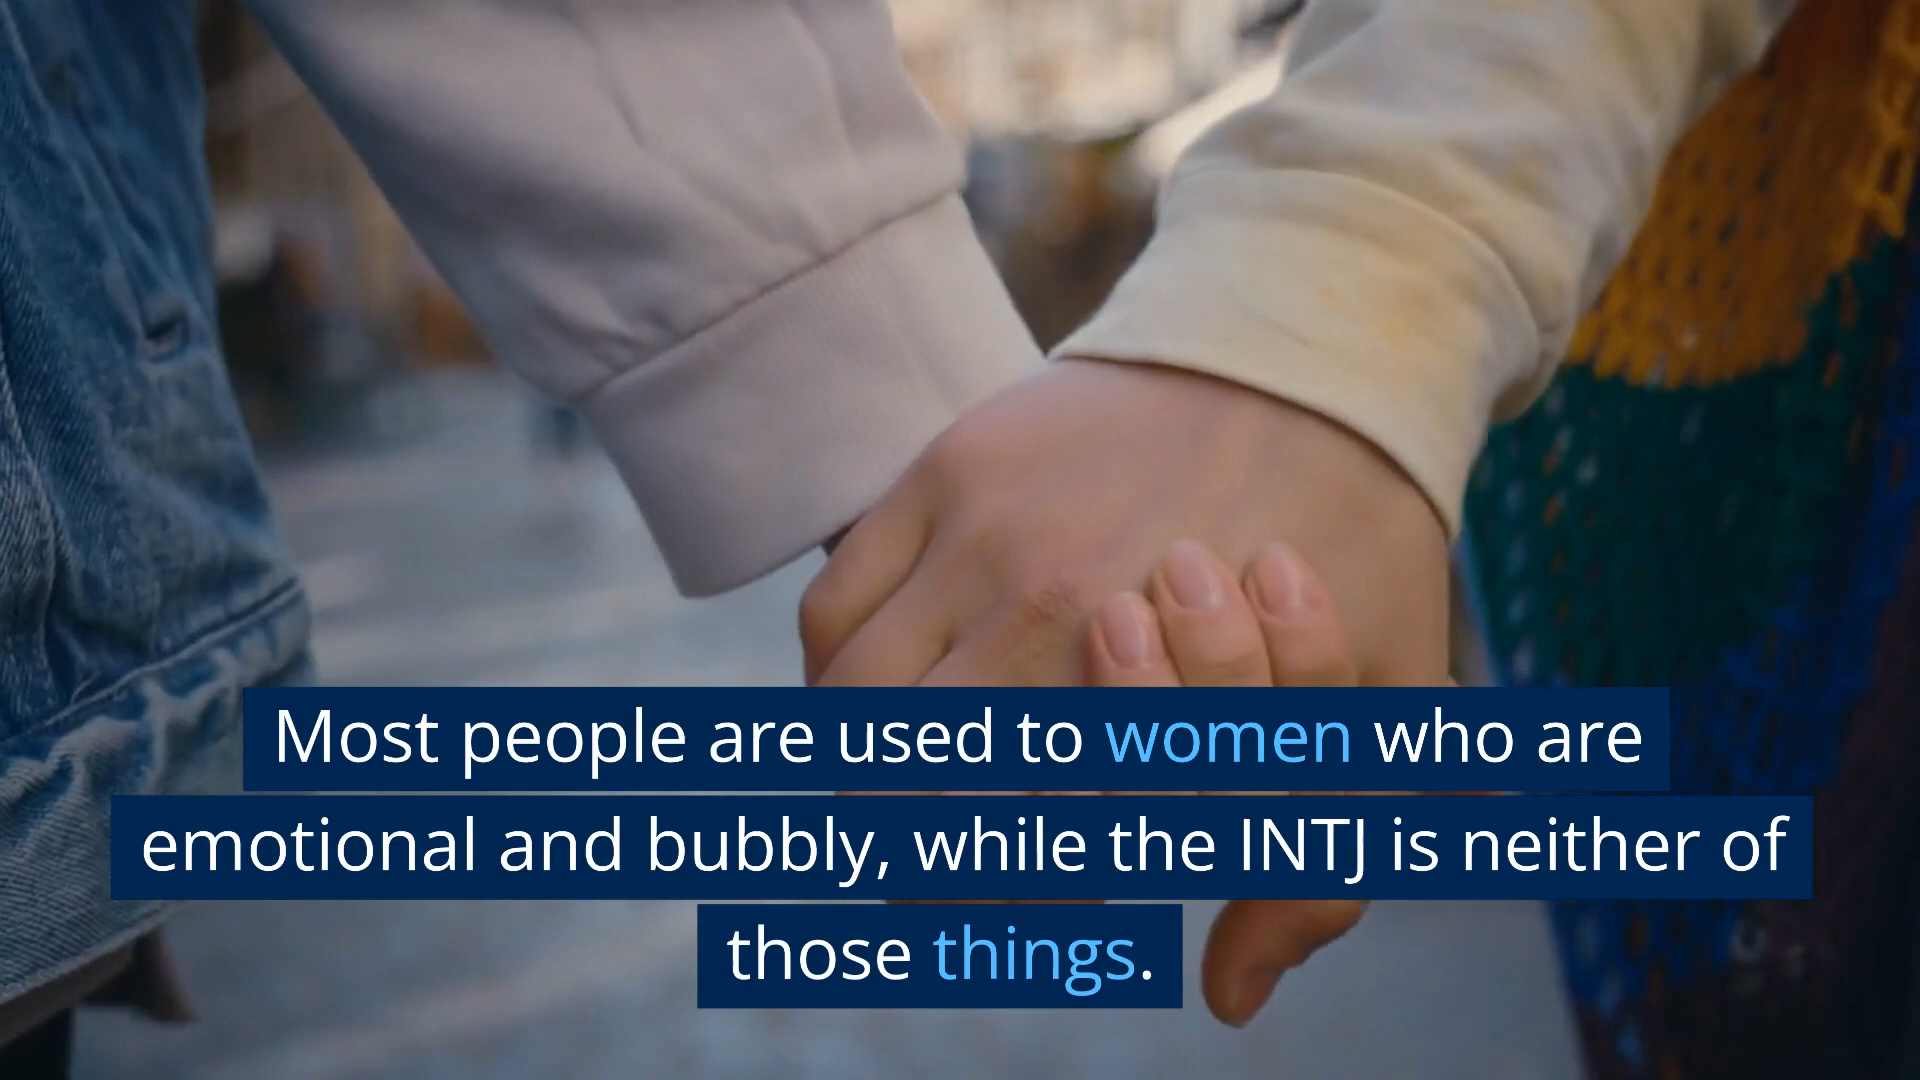 Most people are used to women who are
emotional and bubbly, while the INTJ is neither of
those things.